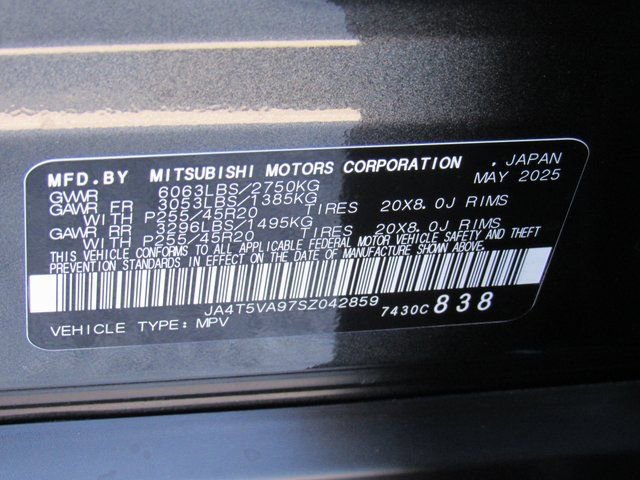 MFD.BY MITSUBISHI MOTORS CORPORATION . JAPAN
GVWR 6063LBS/2750KG MAY 2025
GAWR FR 3053LBS/1385KG
WITH P255/45R20 TIRES 20X8.0J RIMS
GAWR RR 3296LBS/1495KG
WITH P255/45R20 TIRES 20X8.0J RIMS
THIS VEHICLE CONFORMS TO ALL APPLICABLE FEDERAL MOTOR VEHICLE SAFETY AND THEFT
PREVENTION STANDARDS IN EFFECT ON THE DATE OF MANUFACTURE SHOWN ABOVE.
JA4T5VA97SZ042859 7430C 838
VEHICLE TYPE: MPV